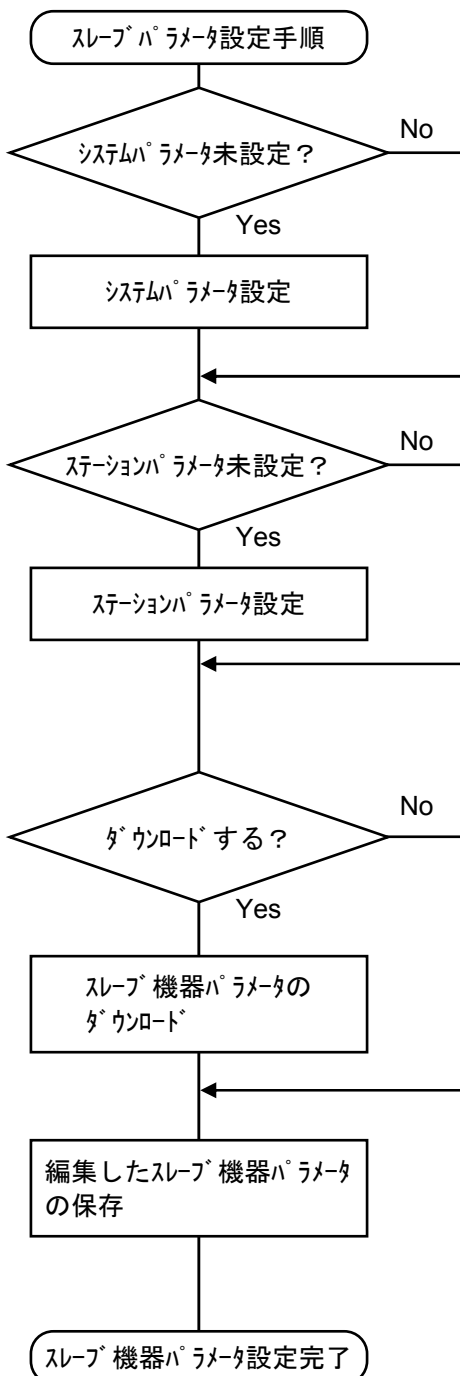 ｽﾚｰﾌﾞﾊﾟﾗﾒｰﾀ設定手順
ｼｽﾃﾑﾊﾟﾗﾒｰﾀ未設定？
No
Yes
ｼｽﾃﾑﾊﾟﾗﾒｰﾀ設定
ｽﾃｰｼｮﾝﾊﾟﾗﾒｰﾀ未設定？
No
Yes
ｽﾃｰｼｮﾝﾊﾟﾗﾒｰﾀ設定
ﾀﾞｳﾝﾛｰﾄﾞする？
No
Yes
ｽﾚｰﾌﾞ機器ﾊﾟﾗﾒｰﾀの
ﾀﾞｳﾝﾛｰﾄﾞ
編集したｽﾚｰﾌﾞ機器ﾊﾟﾗﾒｰﾀ
の保存
ｽﾚｰﾌﾞ機器ﾊﾟﾗﾒｰﾀ設定完了